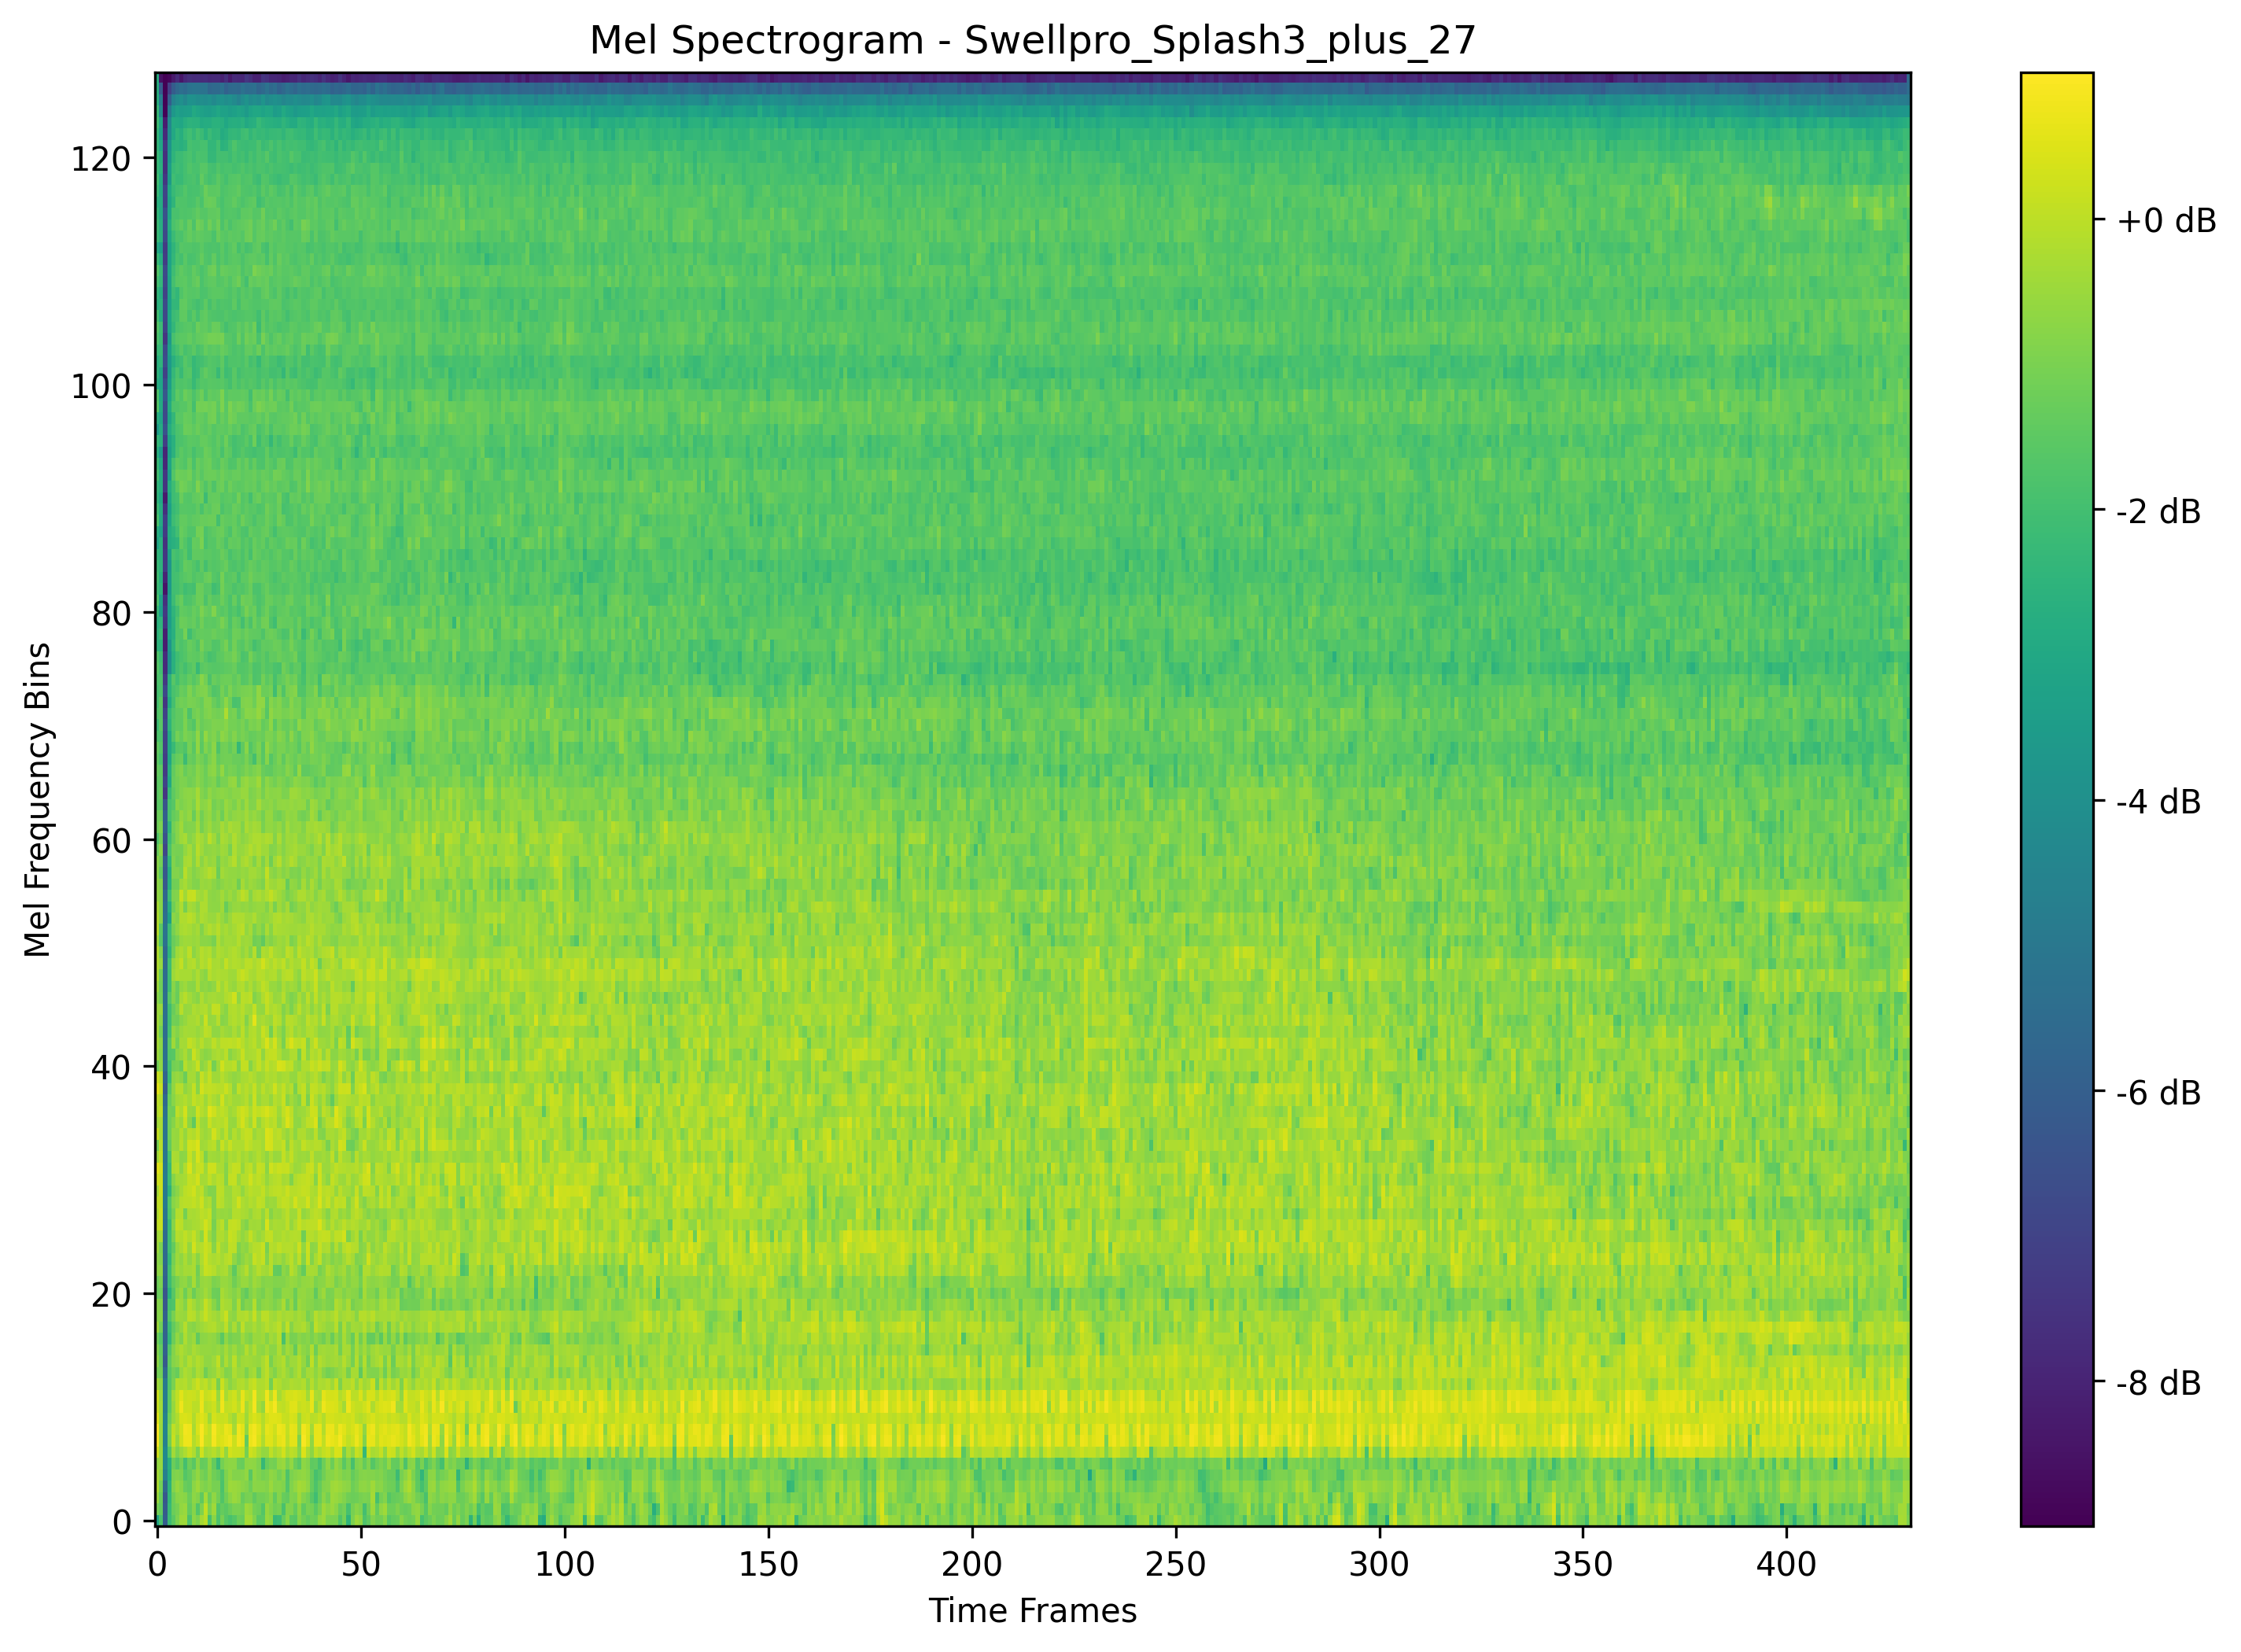 Mel Spectrogram - Swellpro_Splash3_plus_27
120
100
80
60
40
20
0
Mel Frequency Bins
0 50 100 150 200 250 300 350 400
Time Frames
+0 dB
-2 dB
-4 dB
-6 dB
-8 dB